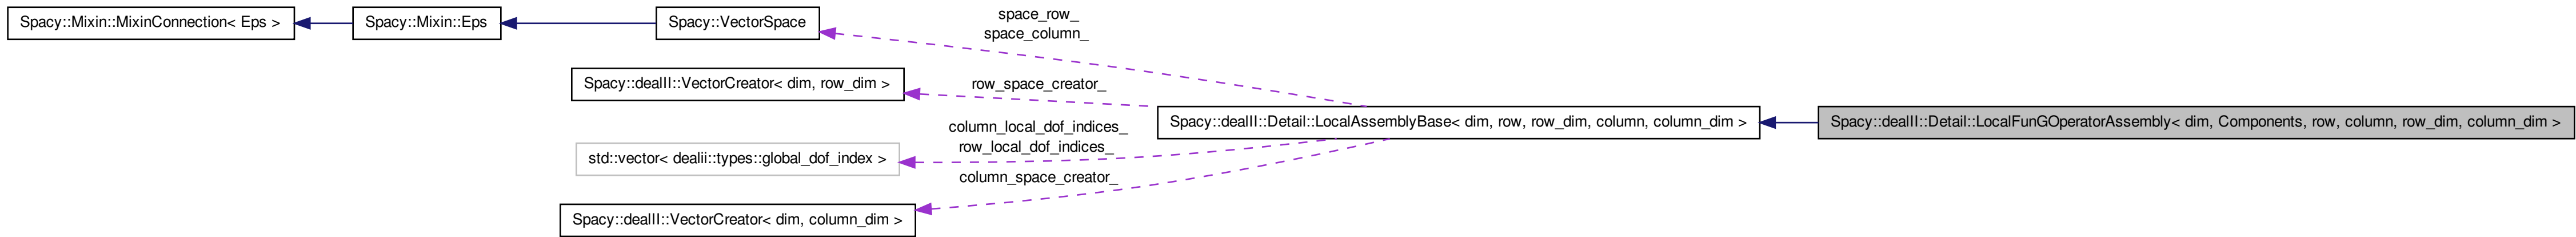 Spacy::Mixin::MixinConnection< Eps >
Spacy::Mixin::Eps
Spacy::VectorSpace
space_row_
space_column_
Spacy::dealII::VectorCreator< dim, row_dim >
row_space_creator_
Spacy::dealII::Detail::LocalAssemblyBase< dim, row, row_dim, column, column_dim >
Spacy::dealII::Detail::LocalFunGOperatorAssembly< dim, Components, row, column, row_dim, column_dim >
column_local_dof_indices_
row_local_dof_indices_
std::vector< dealii::types::global_dof_index >
column_space_creator_
Spacy::dealII::VectorCreator< dim, column_dim >